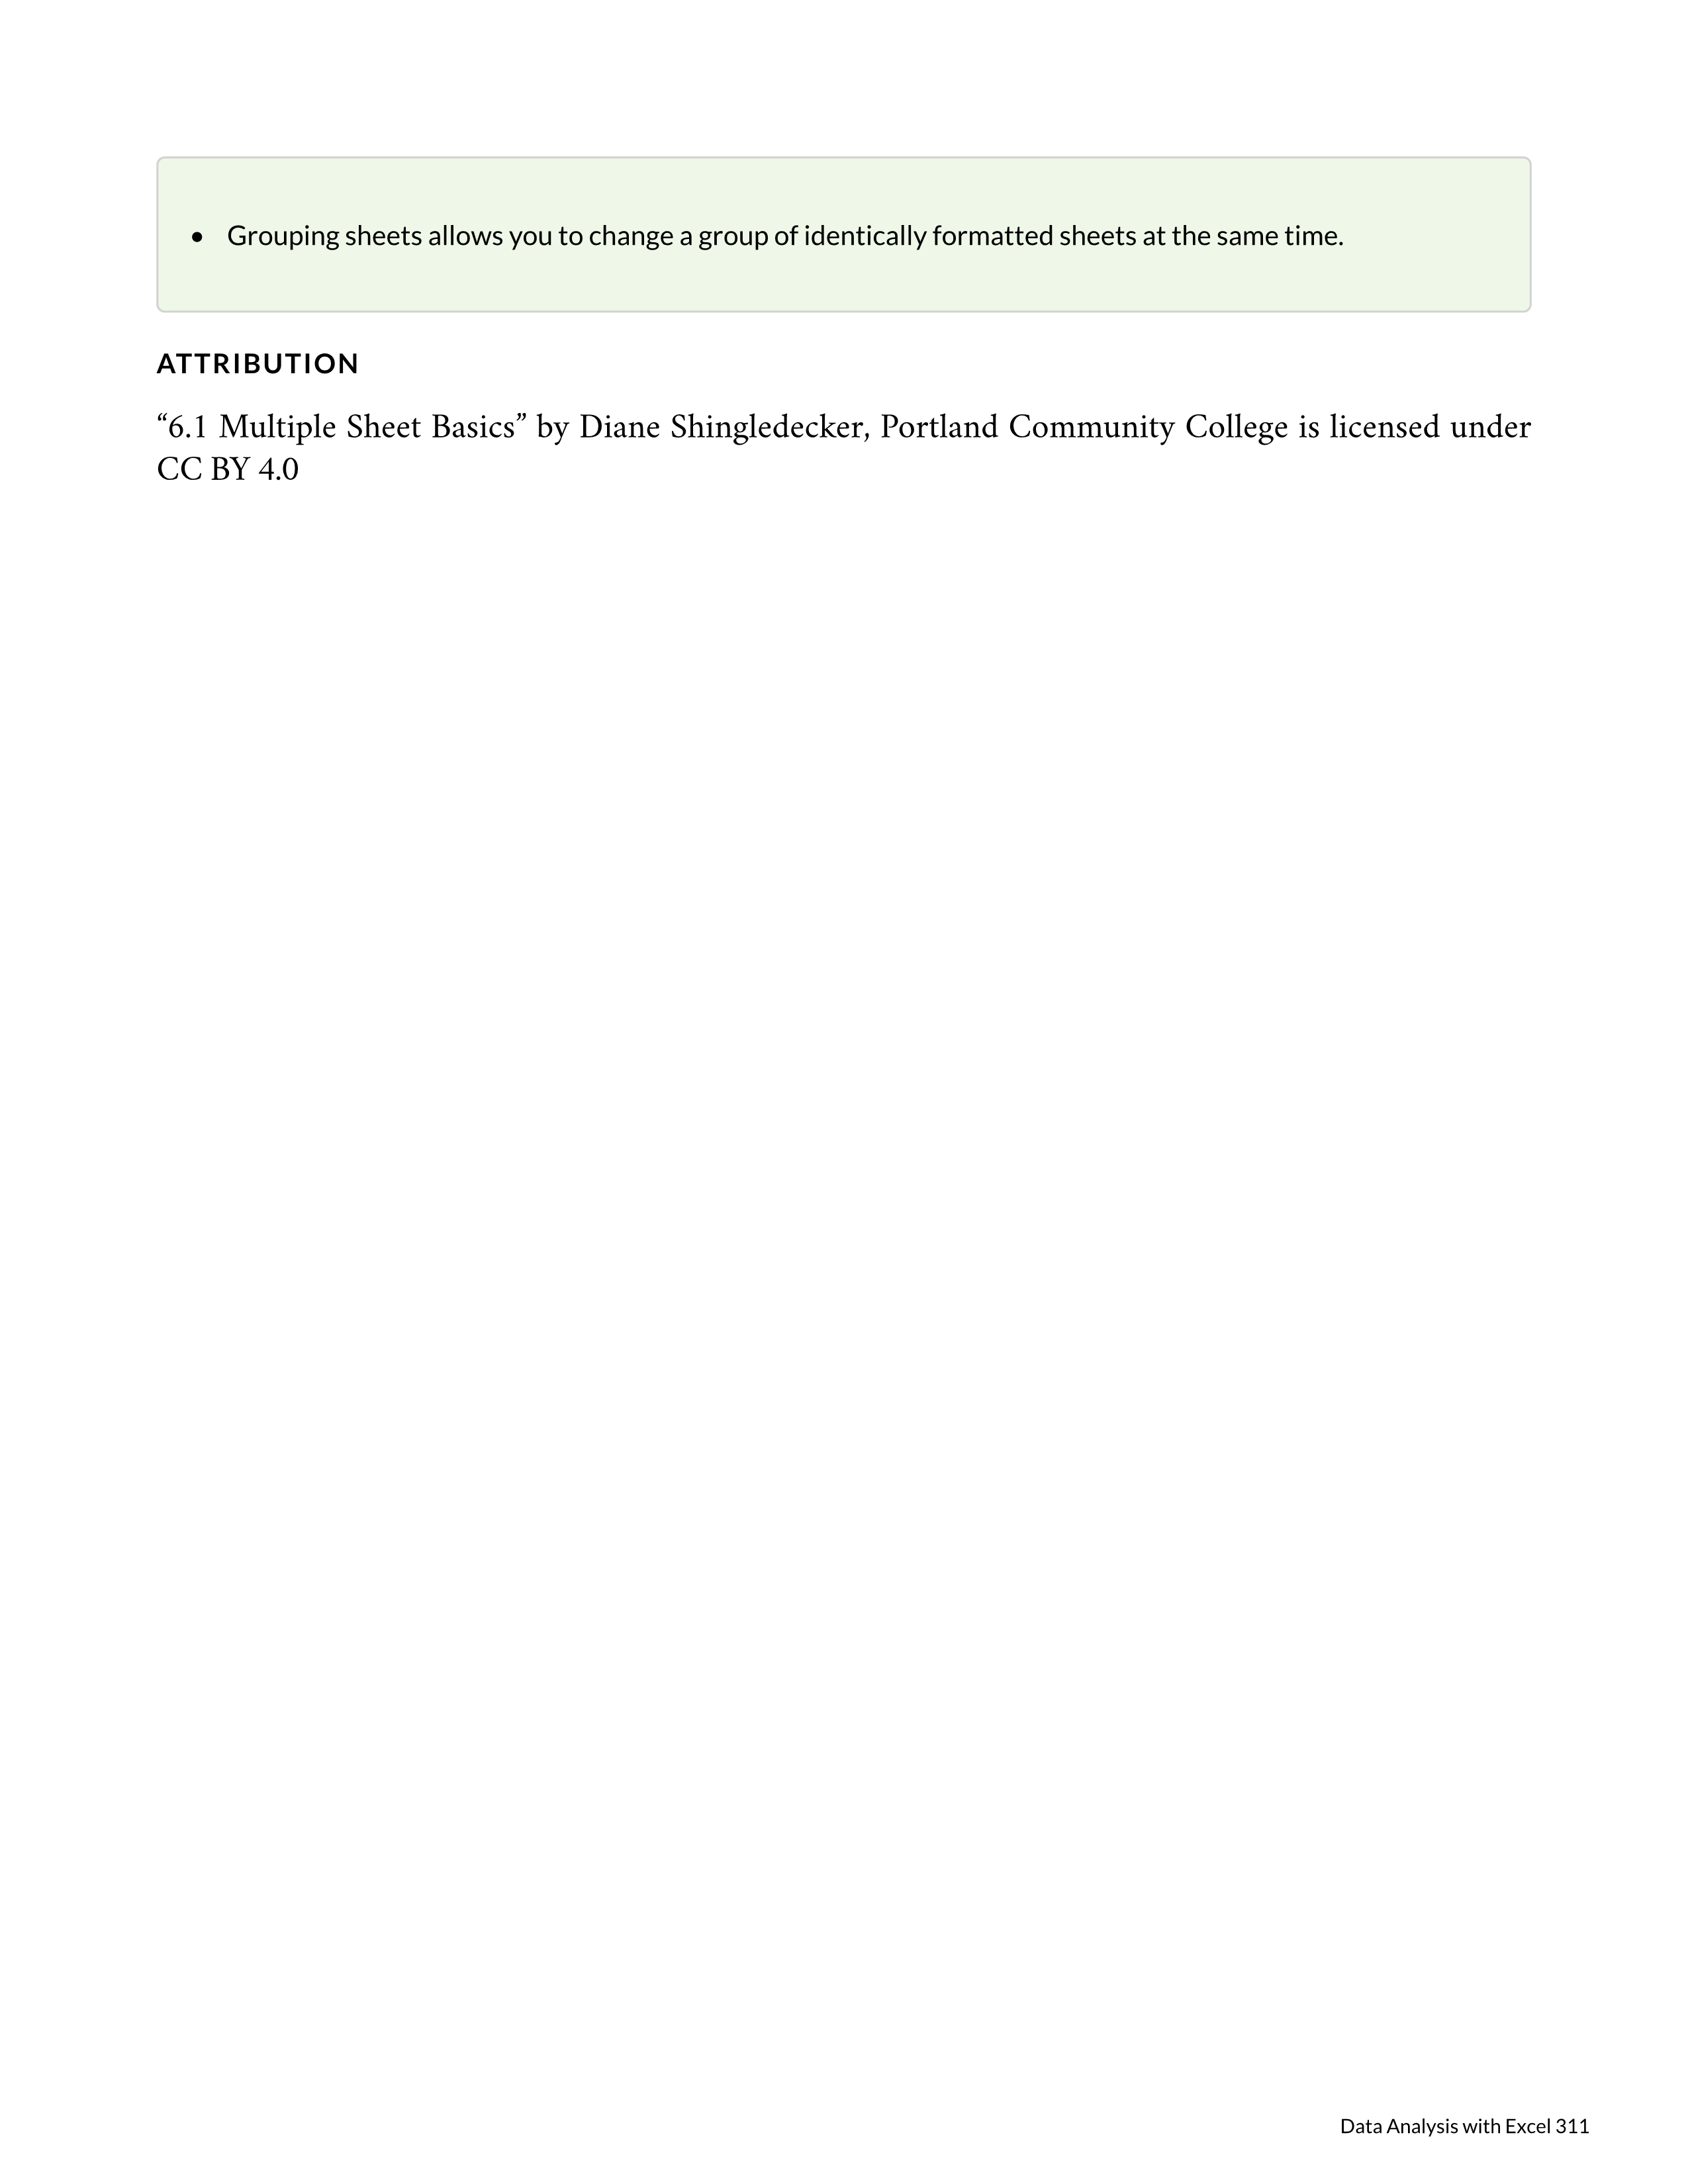 • Grouping sheets allows you to change a group of identically formatted sheets at the same time.
ATTRIBUTION
“6.1 Multiple Sheet Basics” by Diane Shingledecker, Portland Community College is licensed under
CC BY 4.0
Data Analysis with Excel 311